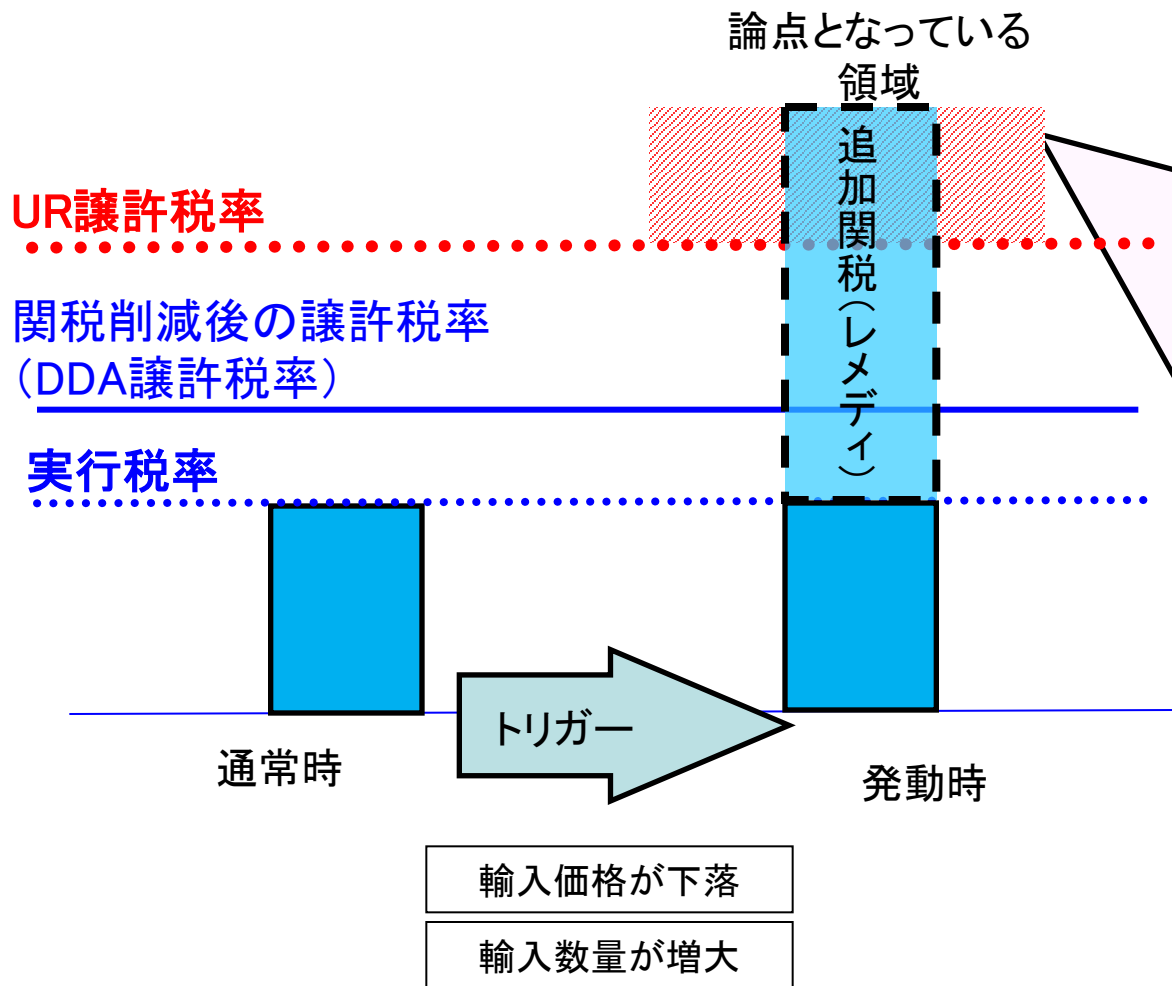 論点となっている
領域
追加関税(レメディ)
UR譲許税率
関税削減後の譲許税率
(DDA譲許税率)
実行税率
トリガー
通常時
発動時
輸入価格が下落
輸入数量が増大